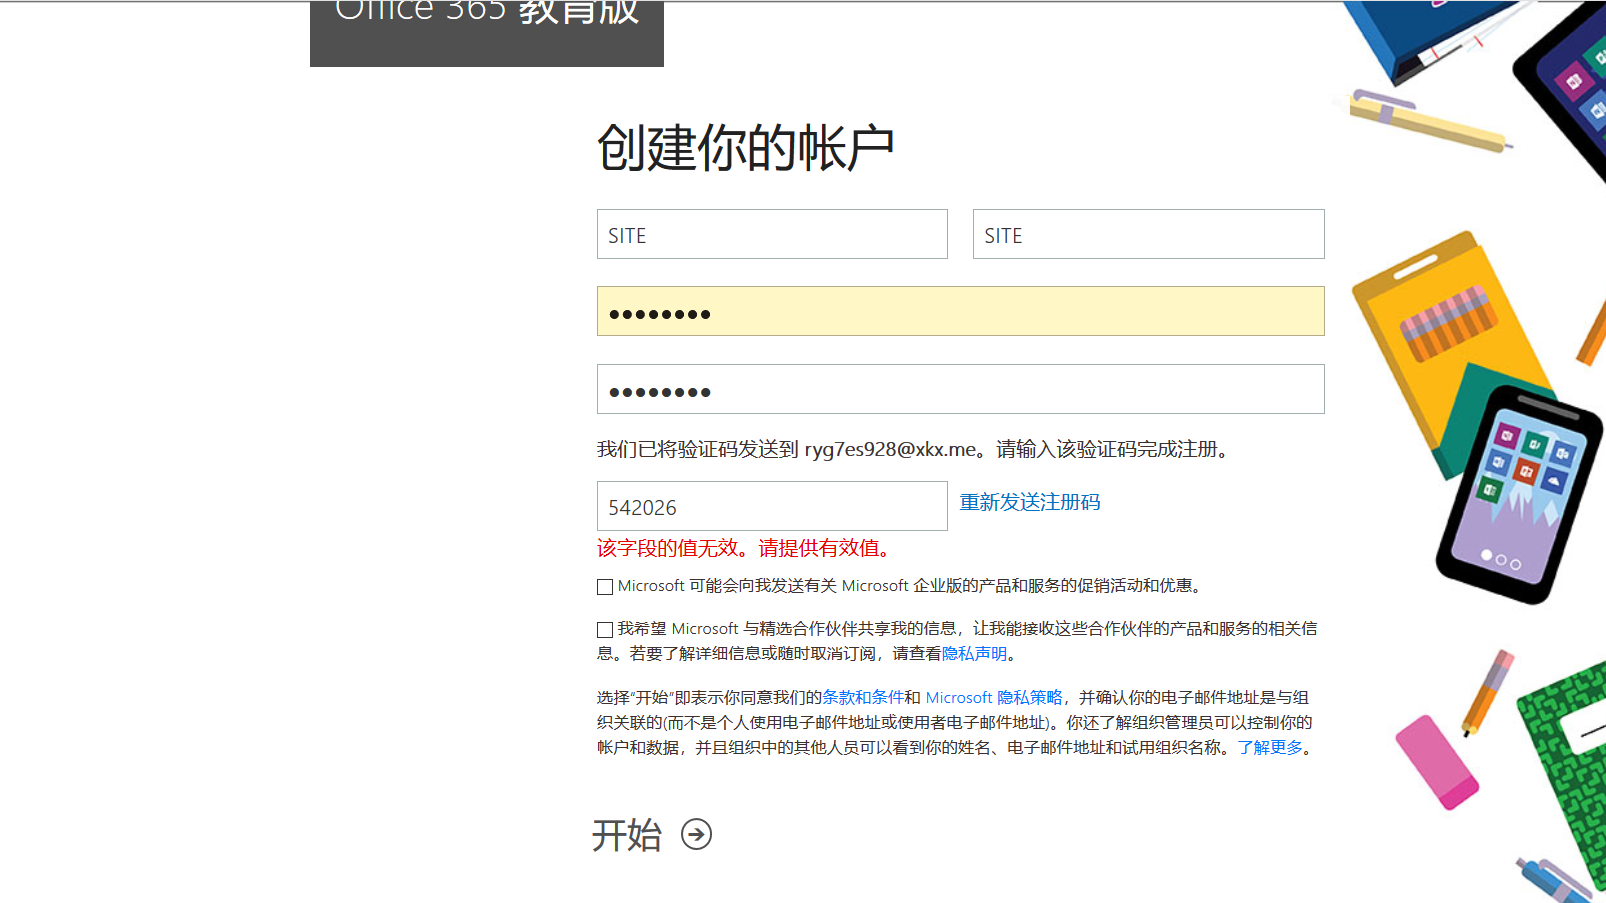 Office 365 教育版
创建你的帐户
SITE
SITE
●●●●●●●●
●●●●●●●●
我们已将验证码发送到 ryg7es928@xkx.me。请输入该验证码完成注册。
542026
重新发送注册码
该字段的值无效。请提供有效值。
Microsoft 可能会向我发送有关 Microsoft 企业版的产品和服务的促销活动和优惠。
我希望 Microsoft 与精选合作伙伴共享我的信息，让我能接收这些合作伙伴的产品和服务的相关信
息。若要了解详细信息或随时取消订阅，请查看隐私声明。
选择“开始”即表示你同意我们的条款和条件和 Microsoft 隐私策略，并确认你的电子邮件地址是与组
织关联的(而不是个人使用电子邮件地址或使用者电子邮件地址)。你还了解组织管理员可以控制你的
帐户和数据，并且组织中的其他人员可以看到你的姓名、电子邮件地址和试用组织名称。了解更多。
开始